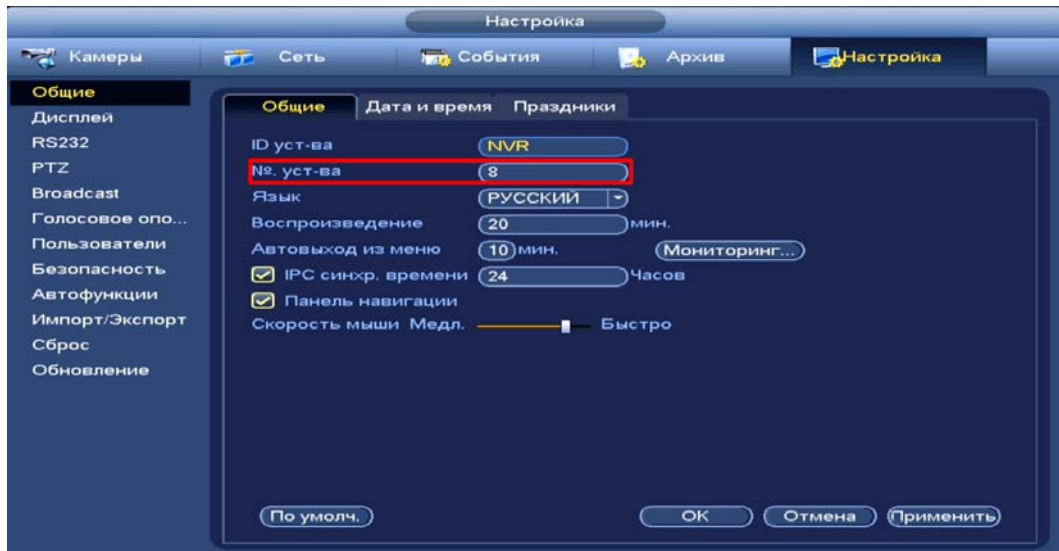 Настройка
Камеры Сеть События Архив Настройка
Общие
Дисплей
RS232
PTZ
Broadcast
Голосовое опо...
Пользователи
Безопасность
Автофункции
Импорт/Экспорт
Сброс
Обновление
Общие Дата и время Праздники
ID уст-ва NVR
№. уст-ва 8
Язык РУССКИЙ
Воспроизведение 20 мин.
Автовыход из меню 10 мин. Мониторинг...
IPC синхр. времени 24 Часов
Панель навигации
Скорость мыши Медл. Быстро
По умолч. OK Отмена Применить